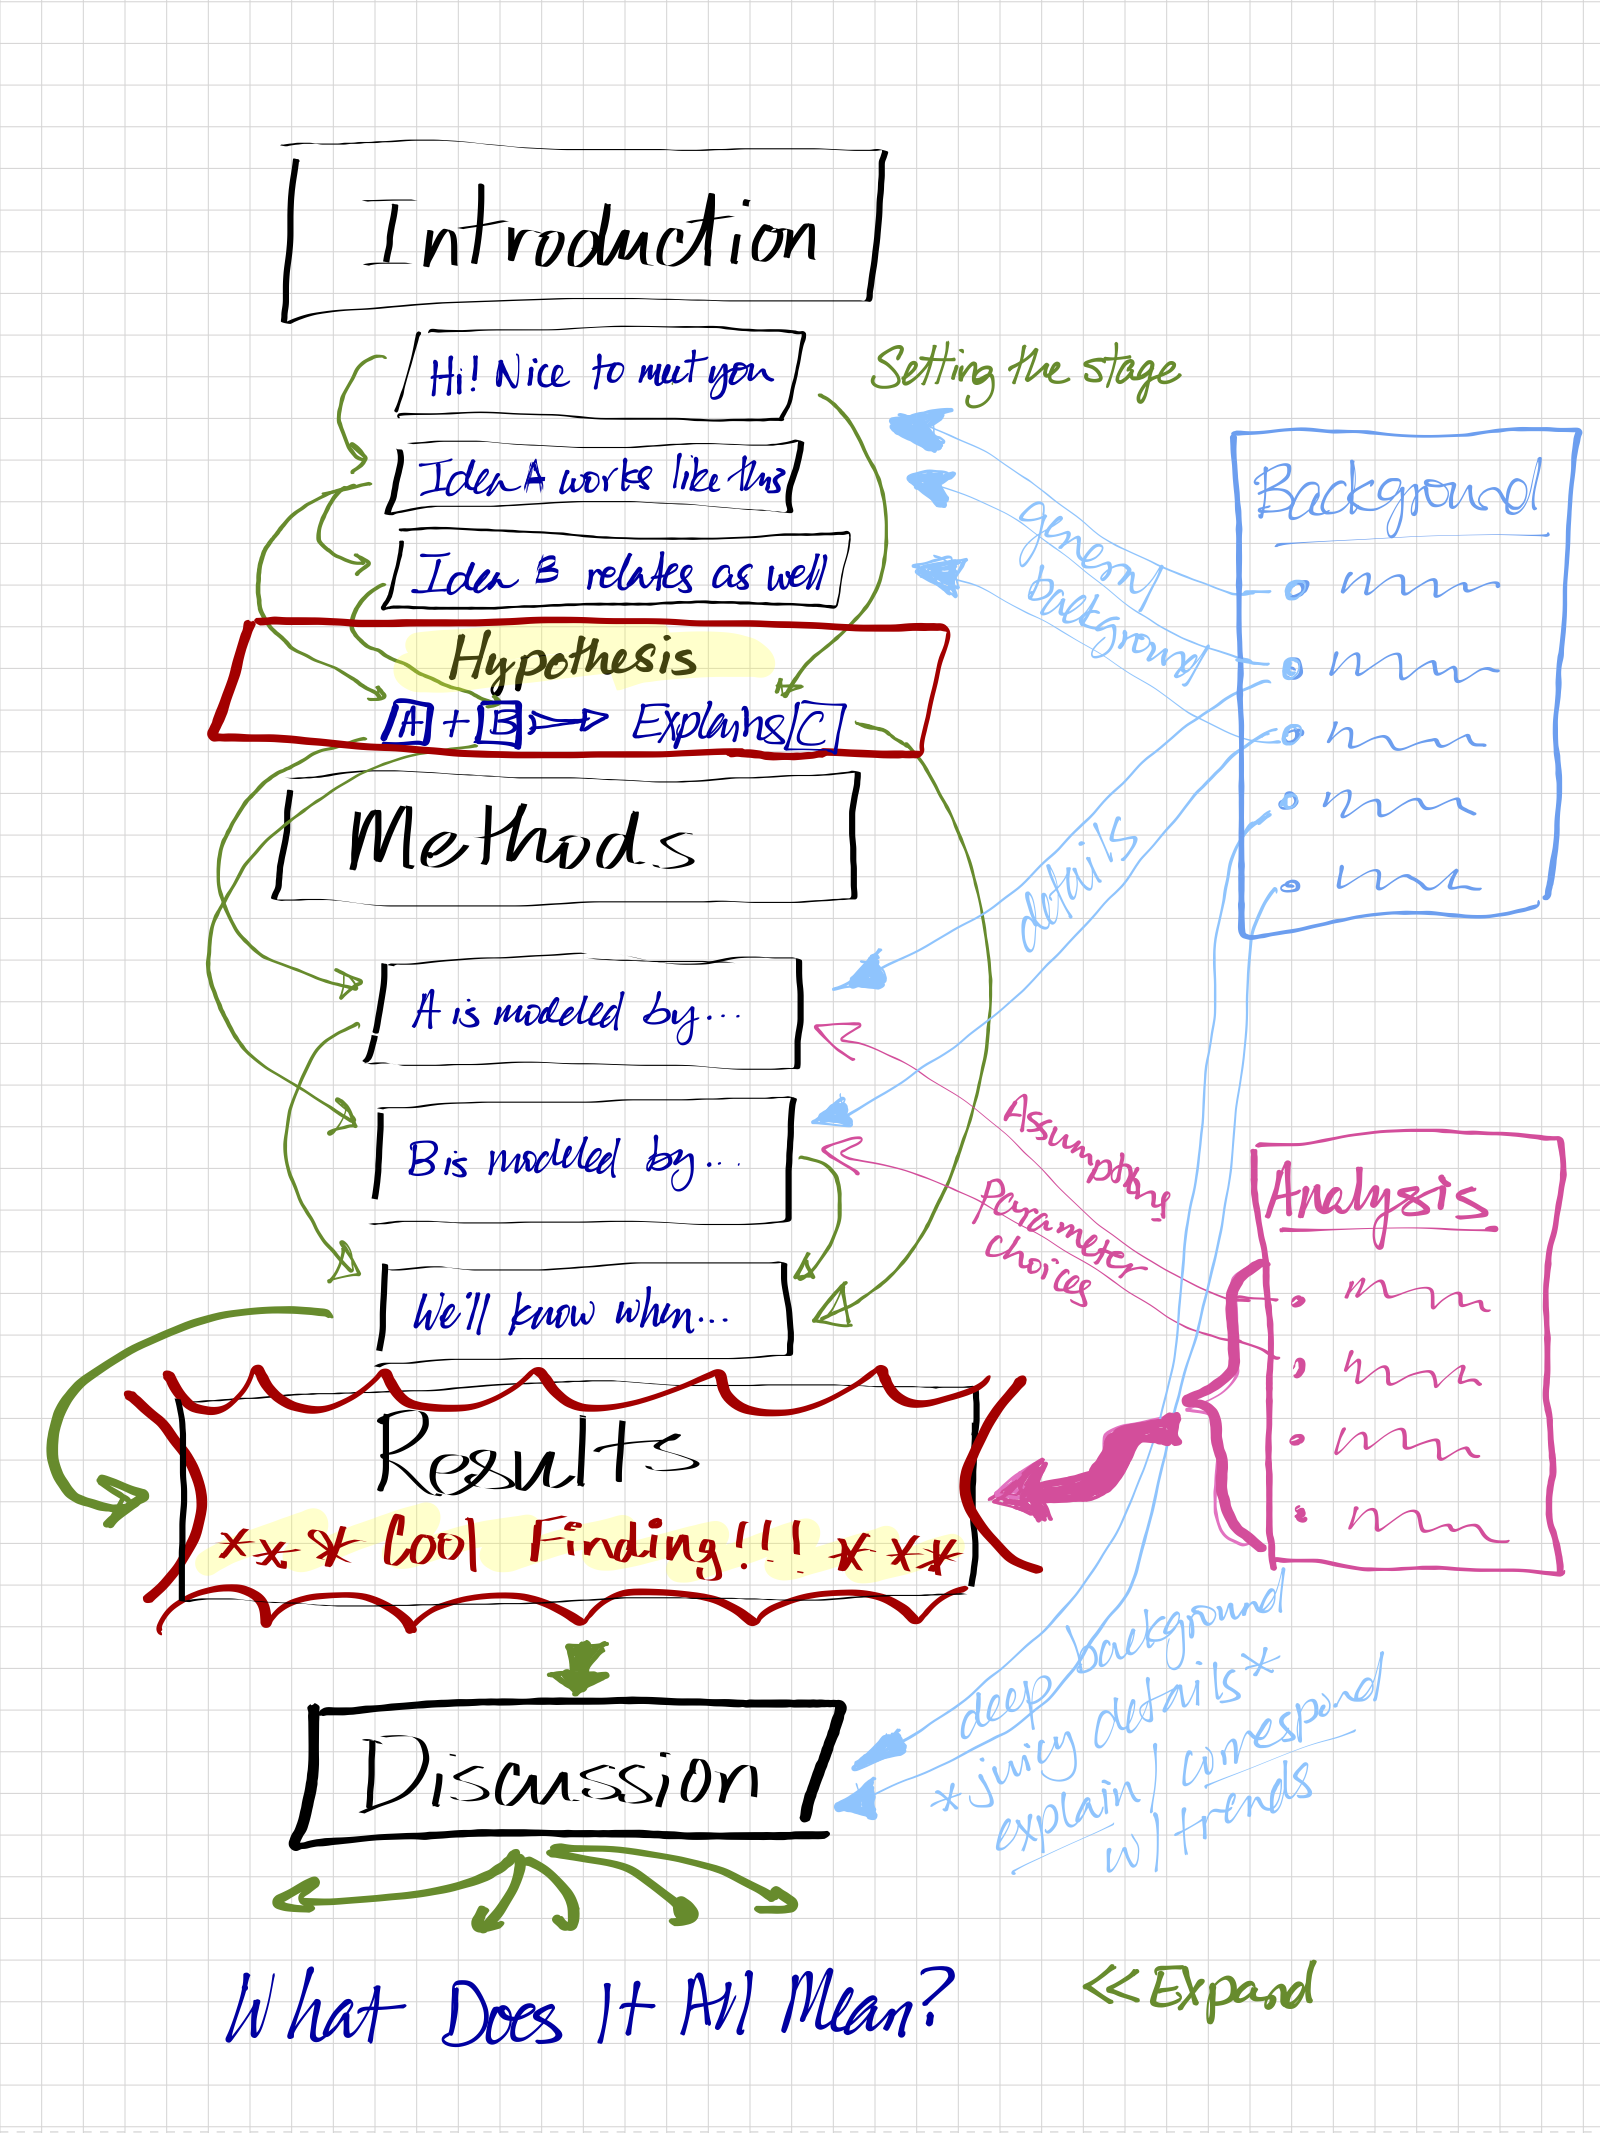 Introduction
Hi! Nice to meet you
Setting the stage
Idea A works like this
Idea B relates as well
Hypothesis
A + B ⟹ Explains C
Methods
A is modeled by...
B is modeled by...
We'll know when...
Results
*** Cool Finding!!! ***
Discussion
What Does It All Mean?
<<Expand
Background
general
background
details
Analysis
Assumptions
Parameter
choices
deep background
*juicy details*
explain / correspond
w/ trends